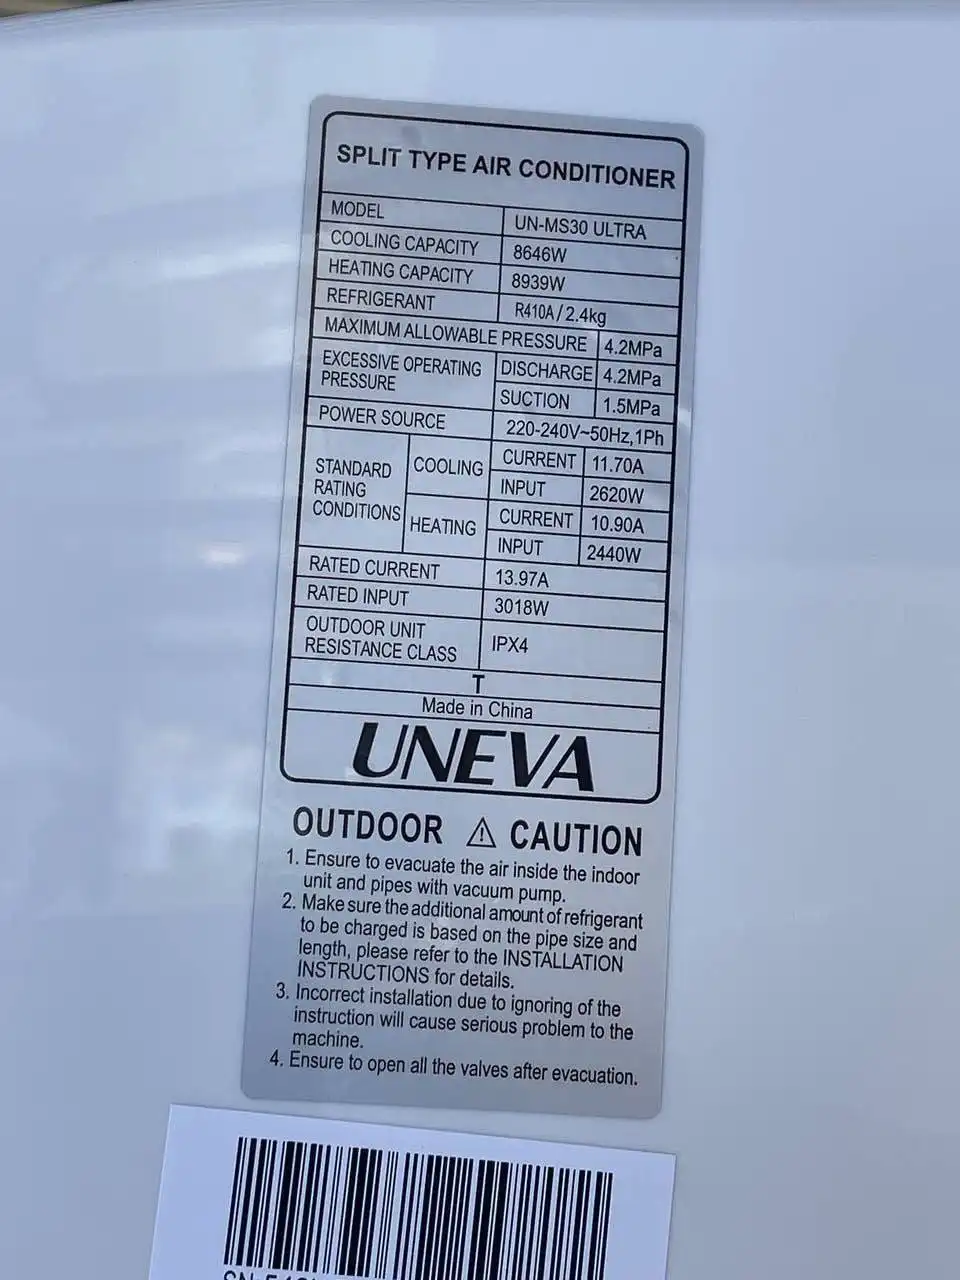 SPLIT TYPE AIR CONDITIONER
MODEL UN-MS30 ULTRA
COOLING CAPACITY 8646W
HEATING CAPACITY 8939W
REFRIGERANT R410A / 2.4kg
MAXIMUM ALLOWABLE PRESSURE 4.2MPa
EXCESSIVE OPERATING
PRESSURE
DISCHARGE 4.2MPa
SUCTION 1.5MPa
POWER SOURCE 220-240V~50Hz,1Ph
STANDARD
RATING
CONDITIONS
COOLING
CURRENT 11.70A
INPUT 2620W
HEATING
CURRENT 10.90A
INPUT 2440W
RATED CURRENT 13.97A
RATED INPUT 3018W
OUTDOOR UNIT
RESISTANCE CLASS
IPX4
T
Made in China
UNEVA
OUTDOOR ⚠ CAUTION
1. Ensure to evacuate the air inside the indoor
unit and pipes with vacuum pump.
2. Make sure the additional amount of refrigerant
to be charged is based on the pipe size and
length, please refer to the INSTALLATION
INSTRUCTIONS for details.
3. Incorrect installation due to ignoring of the
instruction will cause serious problem to the
machine.
4. Ensure to open all the valves after evacuation.